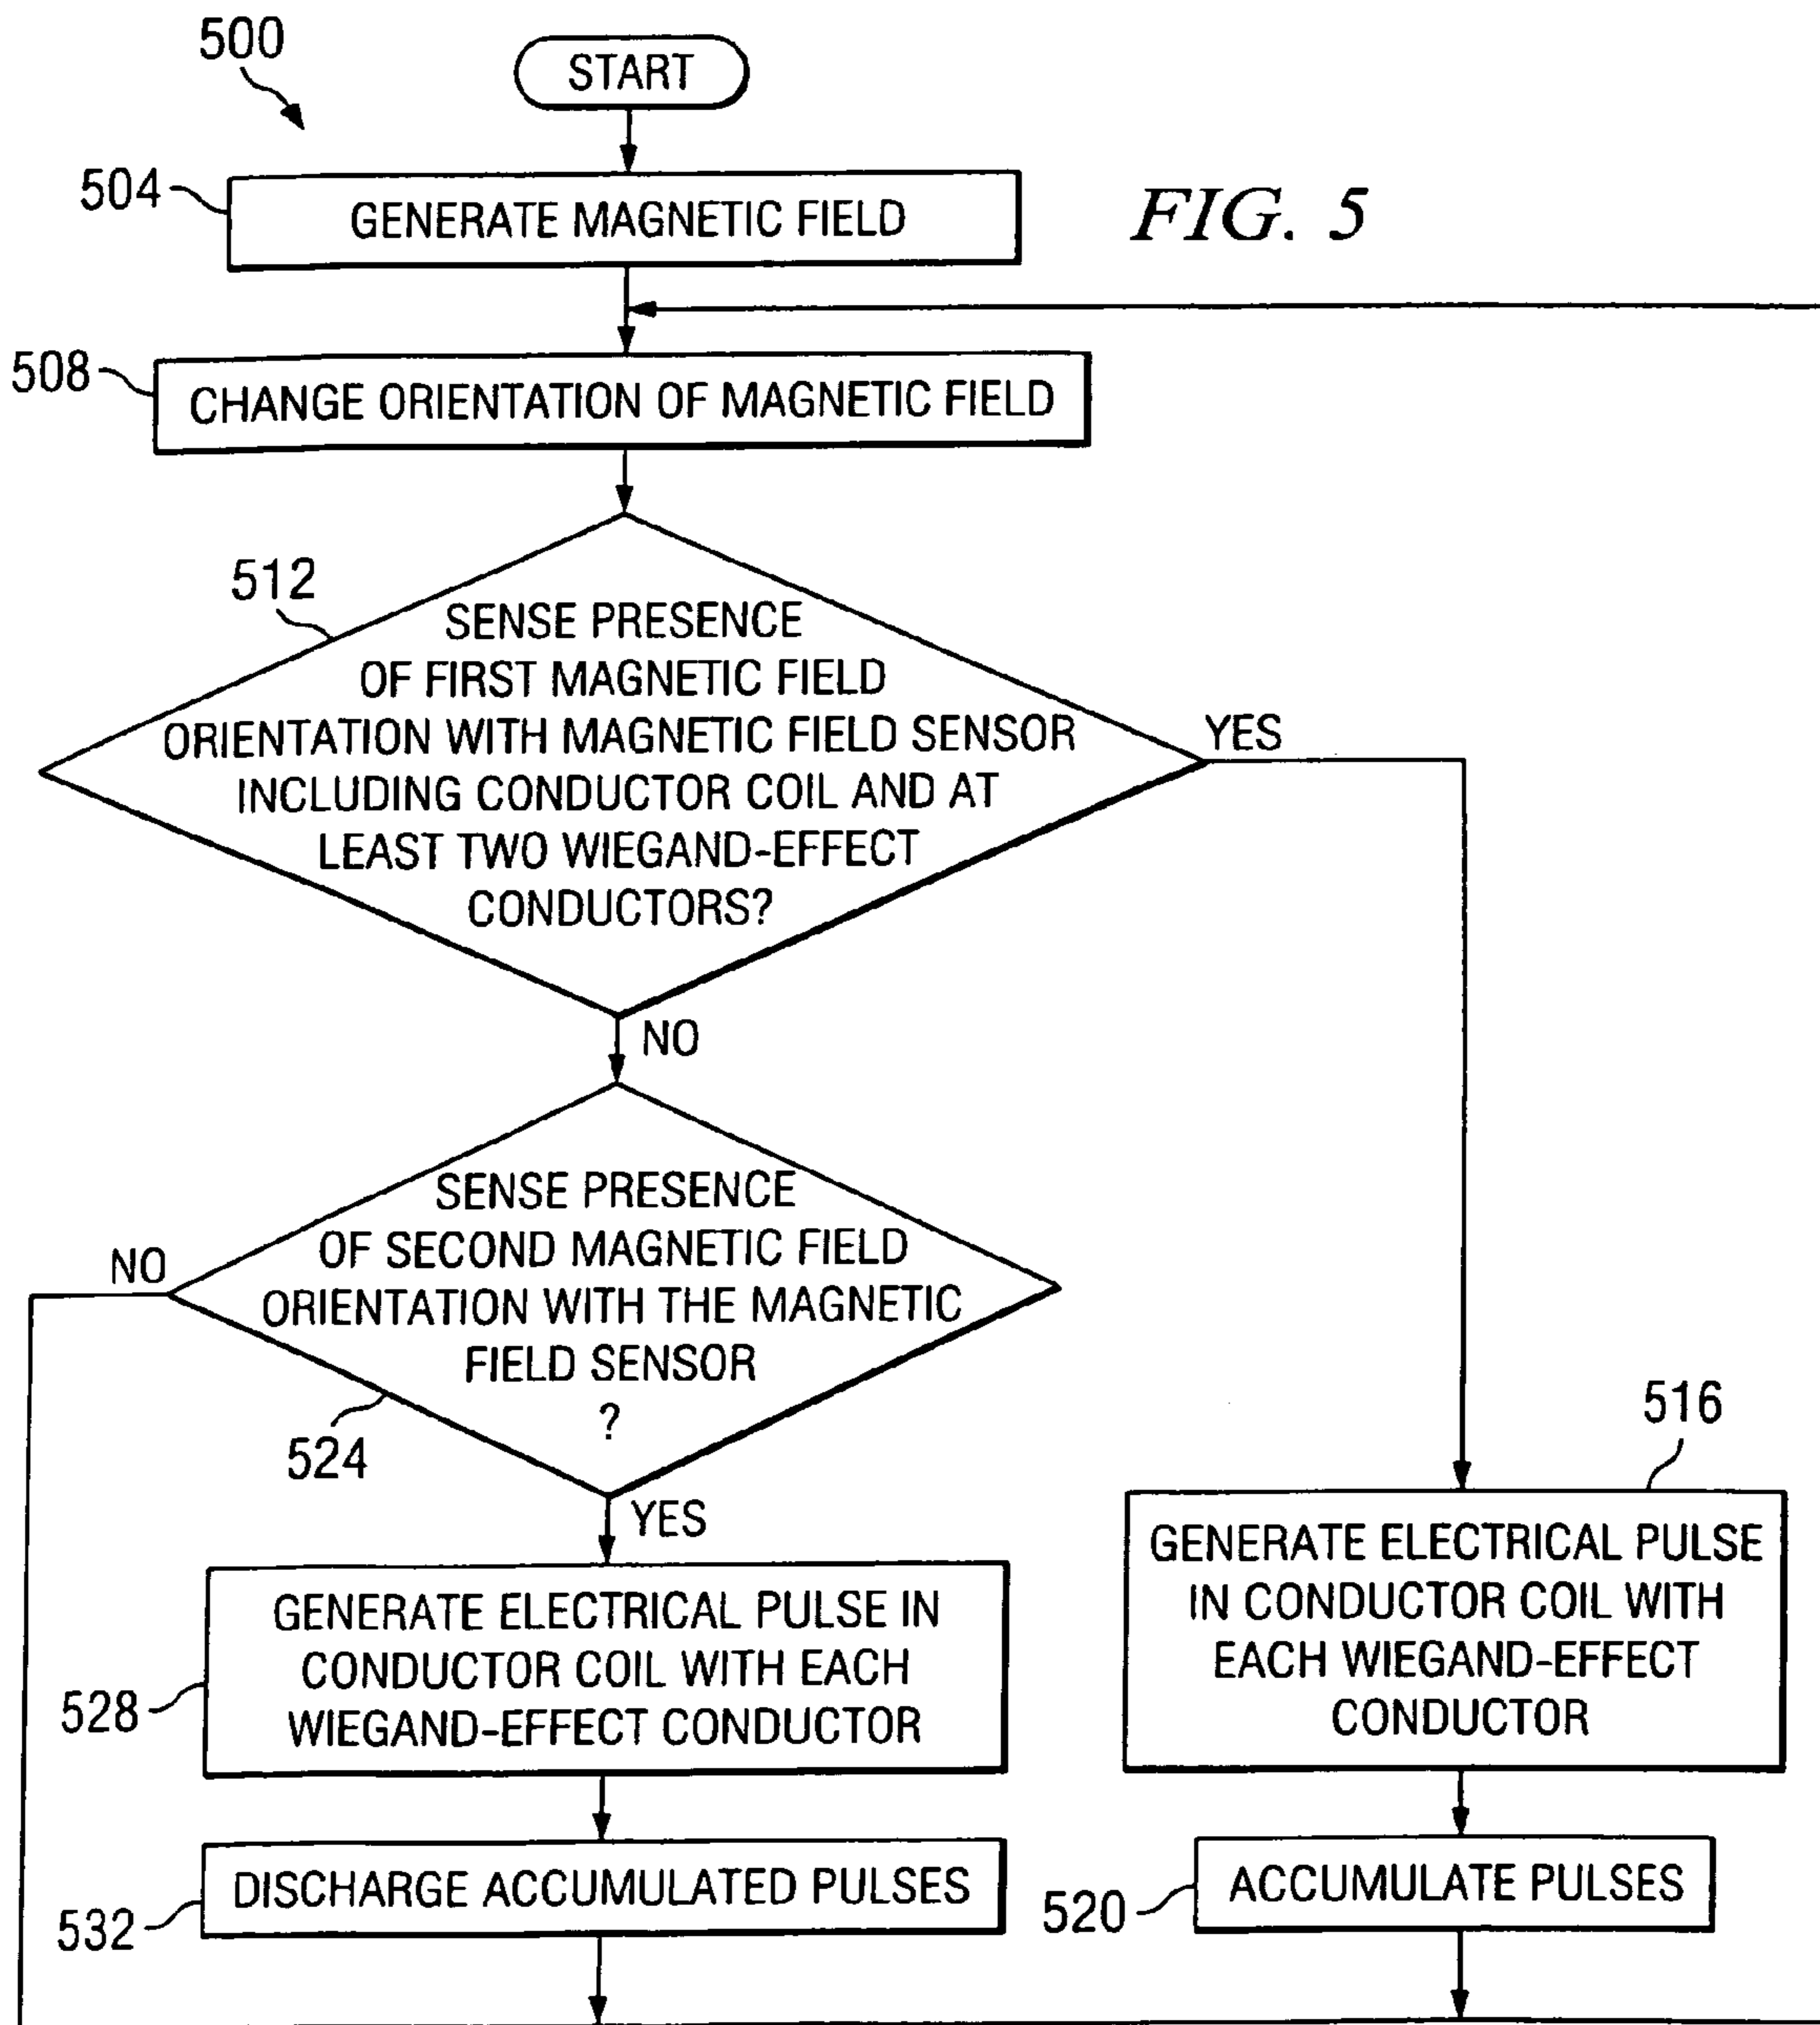 500
START
504
GENERATE MAGNETIC FIELD
FIG. 5
508
CHANGE ORIENTATION OF MAGNETIC FIELD
512
SENSE PRESENCE
OF FIRST MAGNETIC FIELD
ORIENTATION WITH MAGNETIC FIELD SENSOR
INCLUDING CONDUCTOR COIL AND AT
LEAST TWO WIEGAND-EFFECT
CONDUCTORS?
YES
NO
SENSE PRESENCE
OF SECOND MAGNETIC FIELD
ORIENTATION WITH THE MAGNETIC
FIELD SENSOR
?
NO
524
YES
516
GENERATE ELECTRICAL PULSE
IN CONDUCTOR COIL WITH
EACH WIEGAND-EFFECT
CONDUCTOR
528
GENERATE ELECTRICAL PULSE IN
CONDUCTOR COIL WITH EACH
WIEGAND-EFFECT CONDUCTOR
532
DISCHARGE ACCUMULATED PULSES
520
ACCUMULATE PULSES